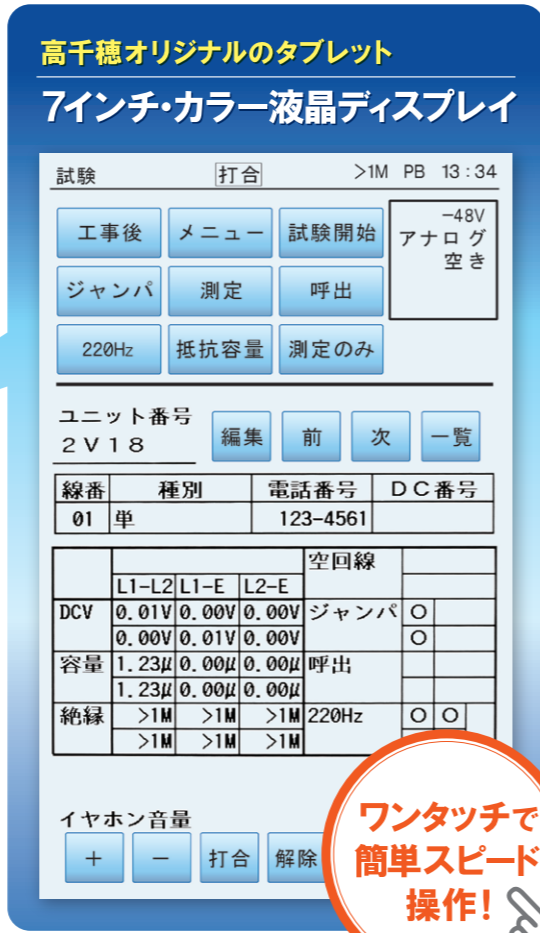 高千穂オリジナルのタブレット
7インチ・カラー液晶ディスプレイ
試験 打合 >1M PB 13:34
工事後 メニュー 試験開始
−48V
アナログ
空き
ジャンパ 測定 呼出
220Hz 抵抗容量 測定のみ
ユニット番号
2V18
編集 前 次 一覧
線番 種別 電話番号 DC番号
01 単 123-4561
空回線
L1-L2 L1-E L2-E
DCV 0.01V 0.00V 0.00V ジャンパ O
0.00V 0.01V 0.00V O
容量 1.23μ 0.00μ 0.00μ 呼出
1.23μ 0.00μ 0.00μ
絶縁 >1M >1M >1M 220Hz O O
>1M >1M >1M
イヤホン音量
+ − 打合 解除
ワンタッチで
簡単スピード
操作!